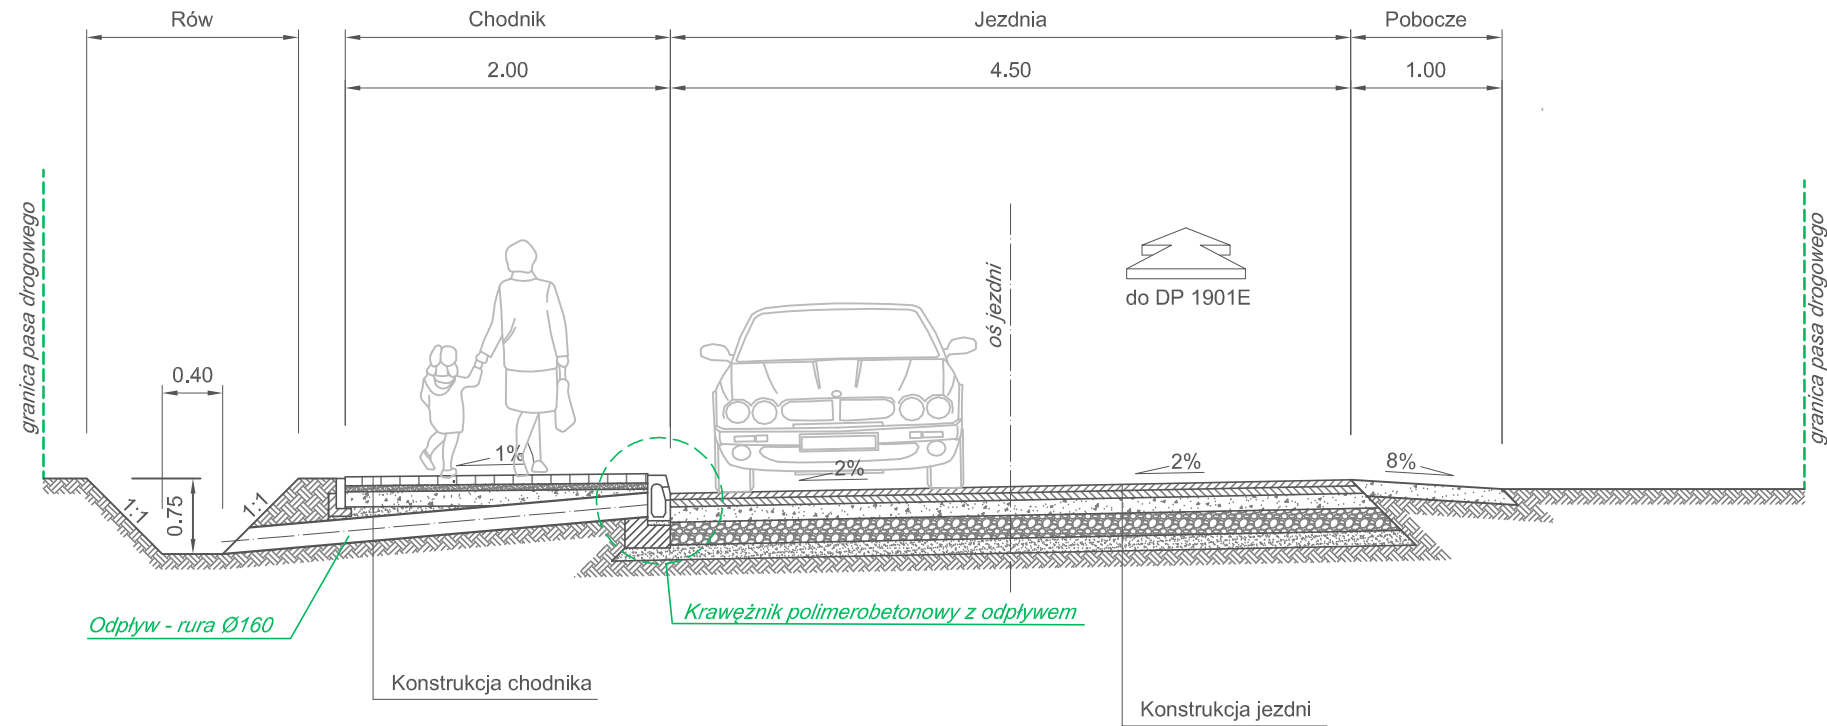 Rów
Chodnik
Jezdnia
Pobocze
2.00
4.50
1.00
granica pasa drogowego
oś jezdni
do DP 1901E
granica pasa drogowego
0.40
1%
2%
2%
8%
1:1
0.75
1:1
Odpływ - rura Ø160
Krawężnik polimerobetonowy z odpływem
Konstrukcja chodnika
Konstrukcja jezdni